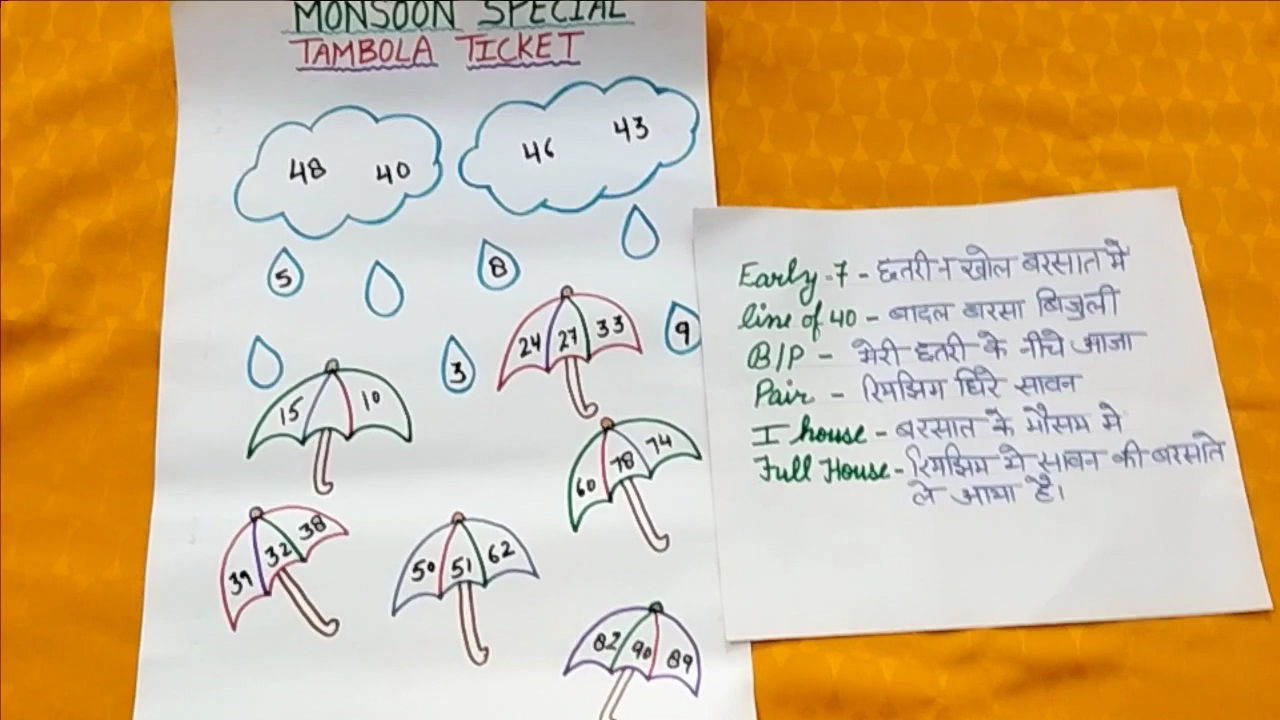 MONSOON SPECIAL
TAMBOLA TICKET
48 40
46 43
5
8
24 27 33
9
3
15 10
60 78 74
39 32 38
50 51 62
82 90 89
Early-7 - छतरी न खोल बरसात में
line of 40 - बादल बरसा बिजुली
B/P - मेरी छतरी के नीचे आजा
Pair - रिमझिम घिरे सावन
I house - बरसात के मौसम मे
Full House - रिमझिम ये सावन की बरसाते
ले आया है।